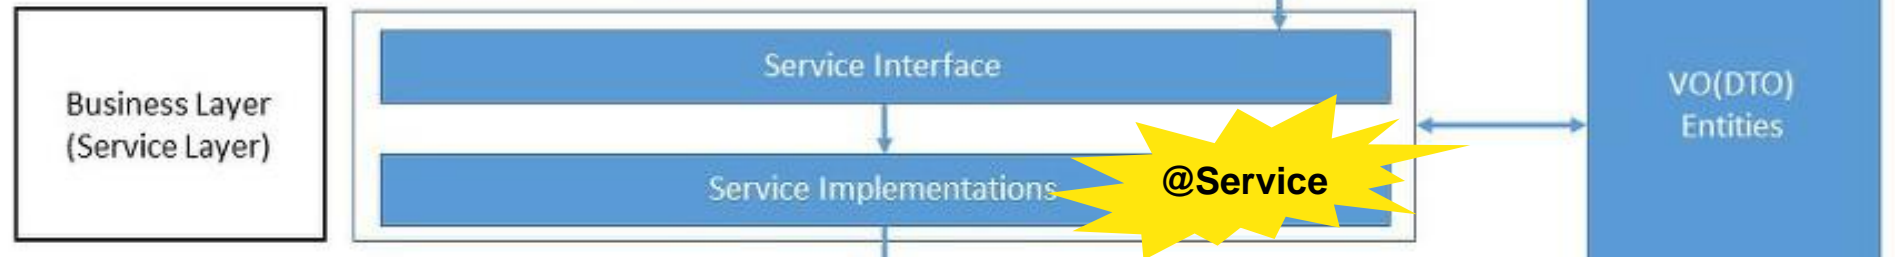 Business Layer
(Service Layer)
Service Interface
Service Implementations
@Service
VO(DTO)
Entities